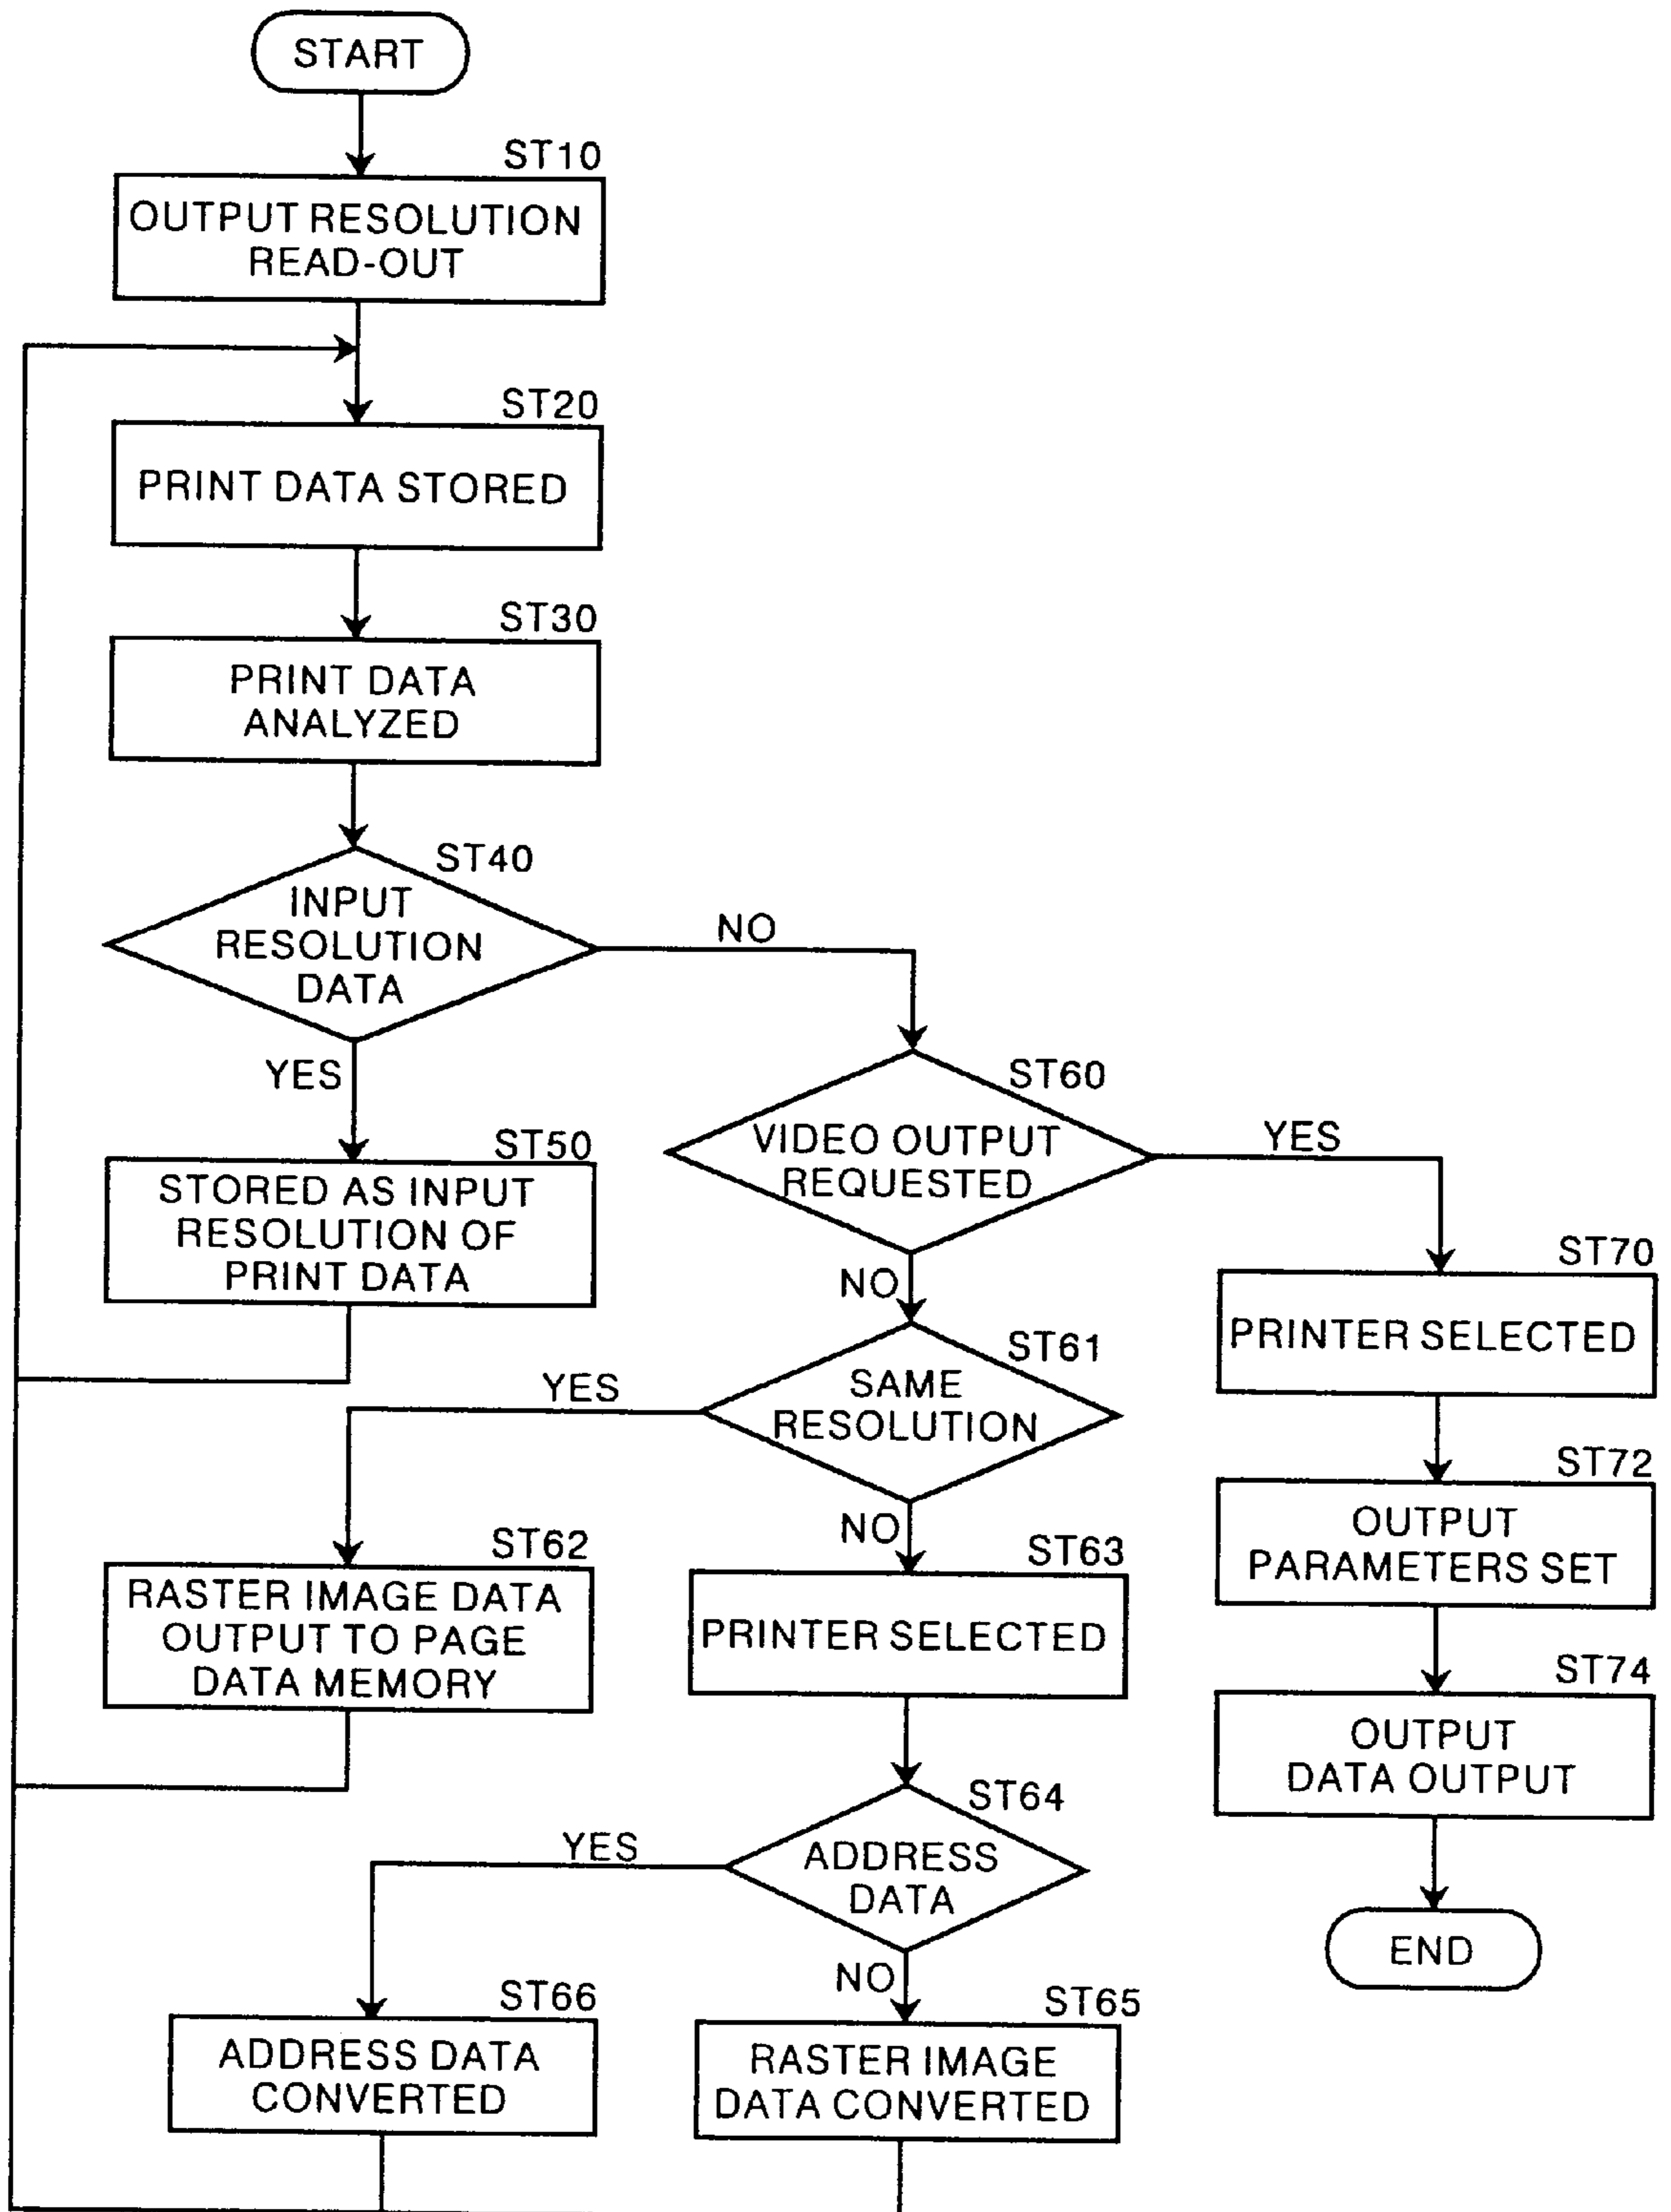 START
ST10
OUTPUT RESOLUTION
READ-OUT
ST20
PRINT DATA STORED
ST30
PRINT DATA
ANALYZED
ST40
INPUT
RESOLUTION
DATA
NO
YES
ST50
STORED AS INPUT
RESOLUTION OF
PRINT DATA
ST60
VIDEO OUTPUT
REQUESTED
YES
NO
ST70
PRINTER SELECTED
ST61
SAME
RESOLUTION
YES
NO
ST72
OUTPUT
PARAMETERS SET
ST62
RASTER IMAGE DATA
OUTPUT TO PAGE
DATA MEMORY
ST63
PRINTER SELECTED
ST74
OUTPUT
DATA OUTPUT
ST64
ADDRESS
DATA
YES
NO
END
ST66
ADDRESS DATA
CONVERTED
ST65
RASTER IMAGE
DATA CONVERTED